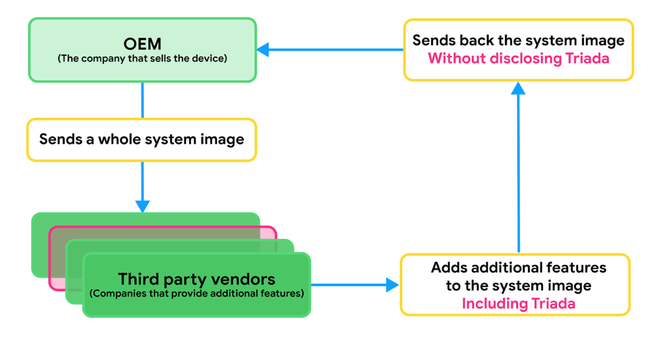 OEM
(The company that sells the device)
Sends back the system image
Without disclosing Triada
Sends a whole system image
Third party vendors
(Companies that provide additional features)
Adds additional features
to the system image
Including Triada